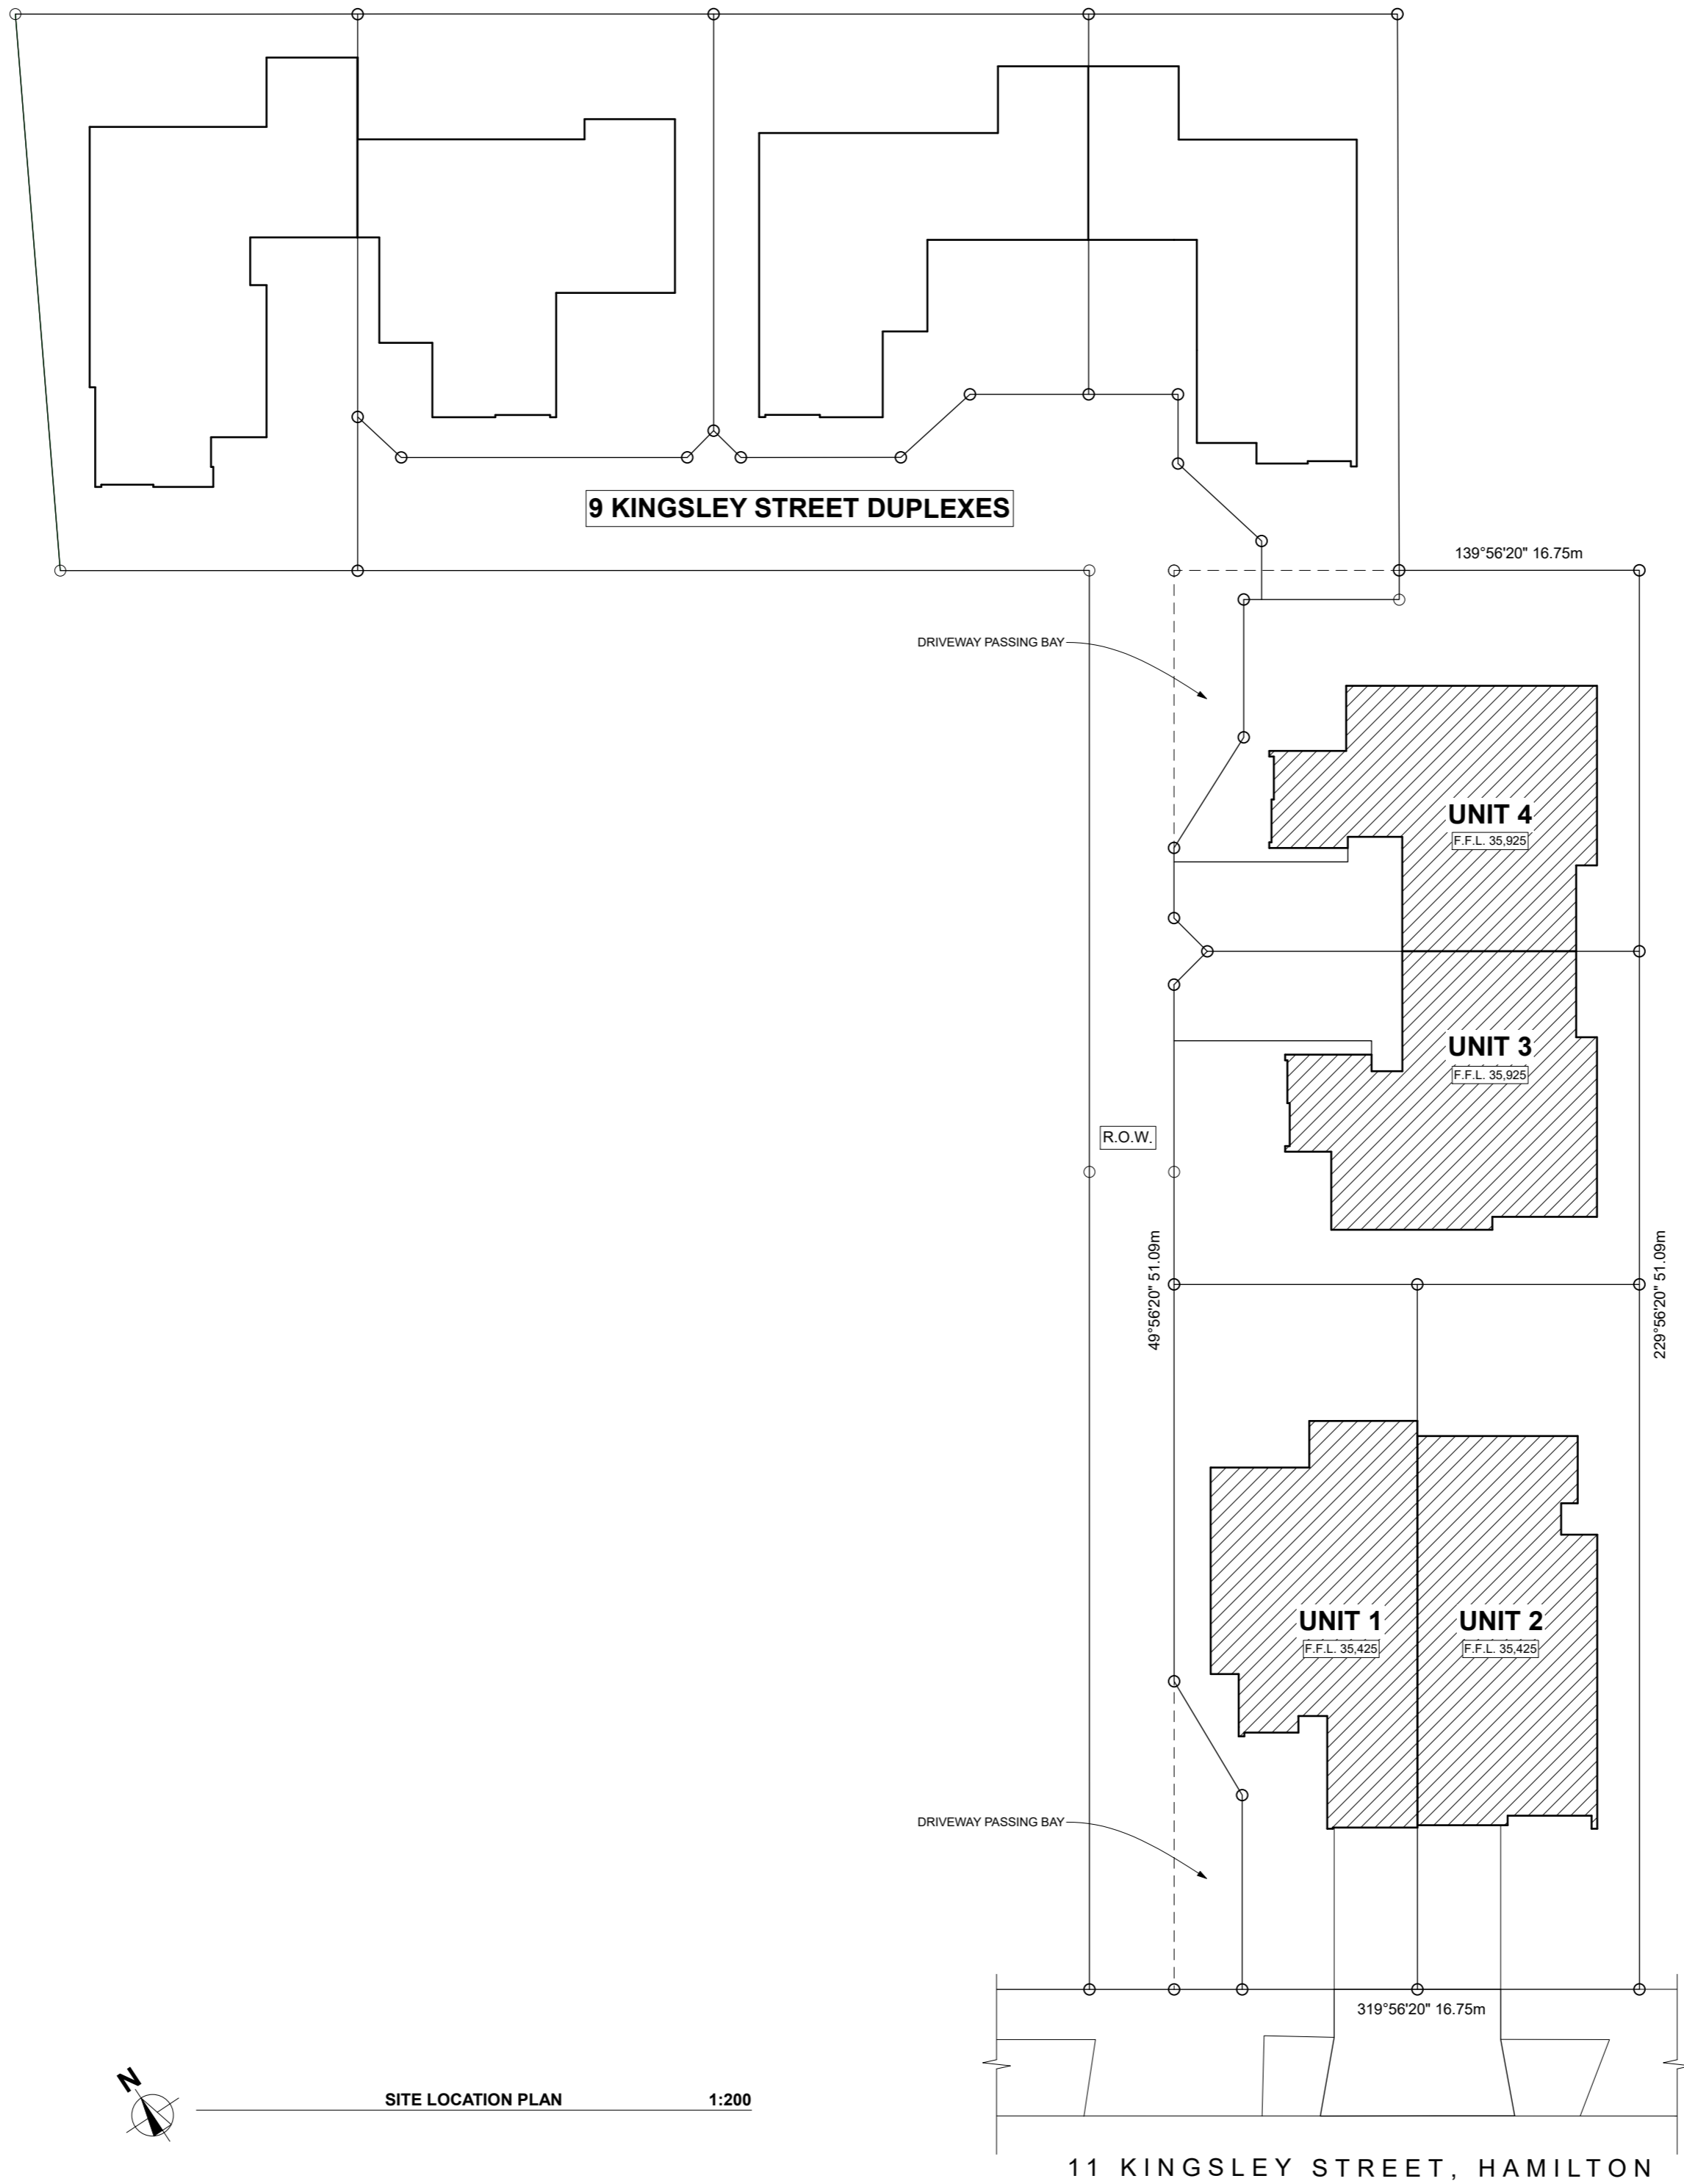 9 KINGSLEY STREET DUPLEXES
139°56'20" 16.75m
DRIVEWAY PASSING BAY
UNIT 4
F.F.L. 35,925
UNIT 3
F.F.L. 35,925
R.O.W.
49°56'20" 51.09m
229°56'20" 51.09m
UNIT 1
F.F.L. 35,425
UNIT 2
F.F.L. 35,425
DRIVEWAY PASSING BAY
319°56'20" 16.75m
N
SITE LOCATION PLAN 1:200
11 KINGSLEY STREET, HAMILTON